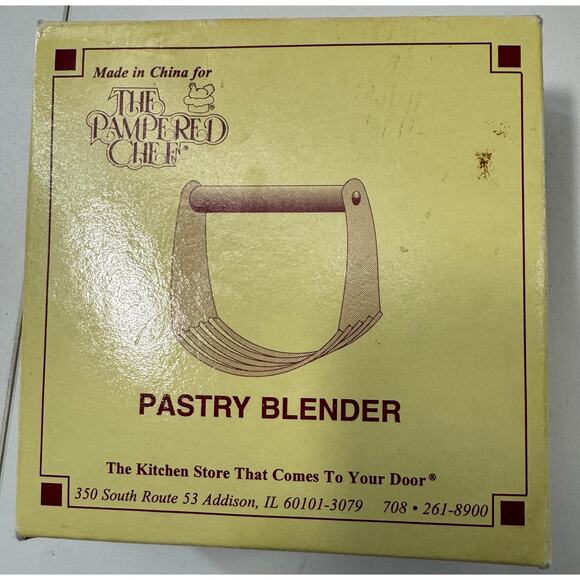 Made in China for
THE
PAMPERED
CHEF®
PASTRY BLENDER
The Kitchen Store That Comes To Your Door®
350 South Route 53 Addison, IL 60101-3079 708 • 261-8900